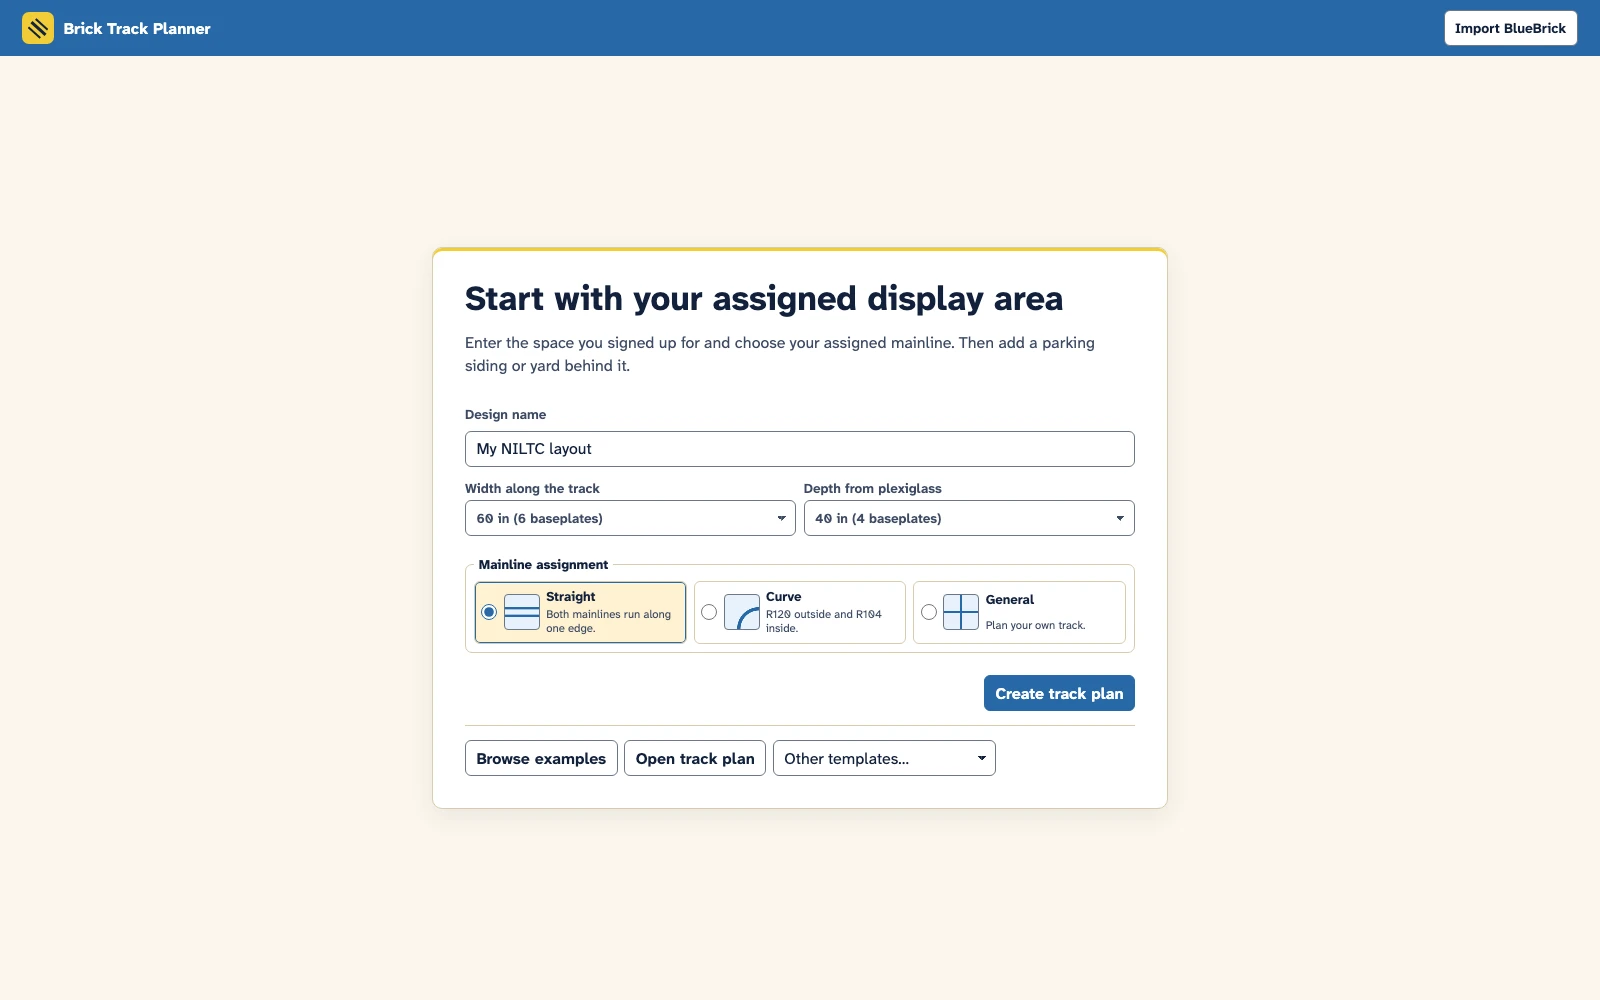 Brick Track Planner
Import BlueBrick
Start with your assigned display area
Enter the space you signed up for and choose your assigned mainline. Then add a parking
siding or yard behind it.
Design name
My NILTC layout
Width along the track
Depth from plexiglass
60 in (6 baseplates)
40 in (4 baseplates)
Mainline assignment
Straight
Both mainlines run along
one edge.
Curve
R120 outside and R104
inside.
General
Plan your own track.
Create track plan
Browse examples
Open track plan
Other templates...